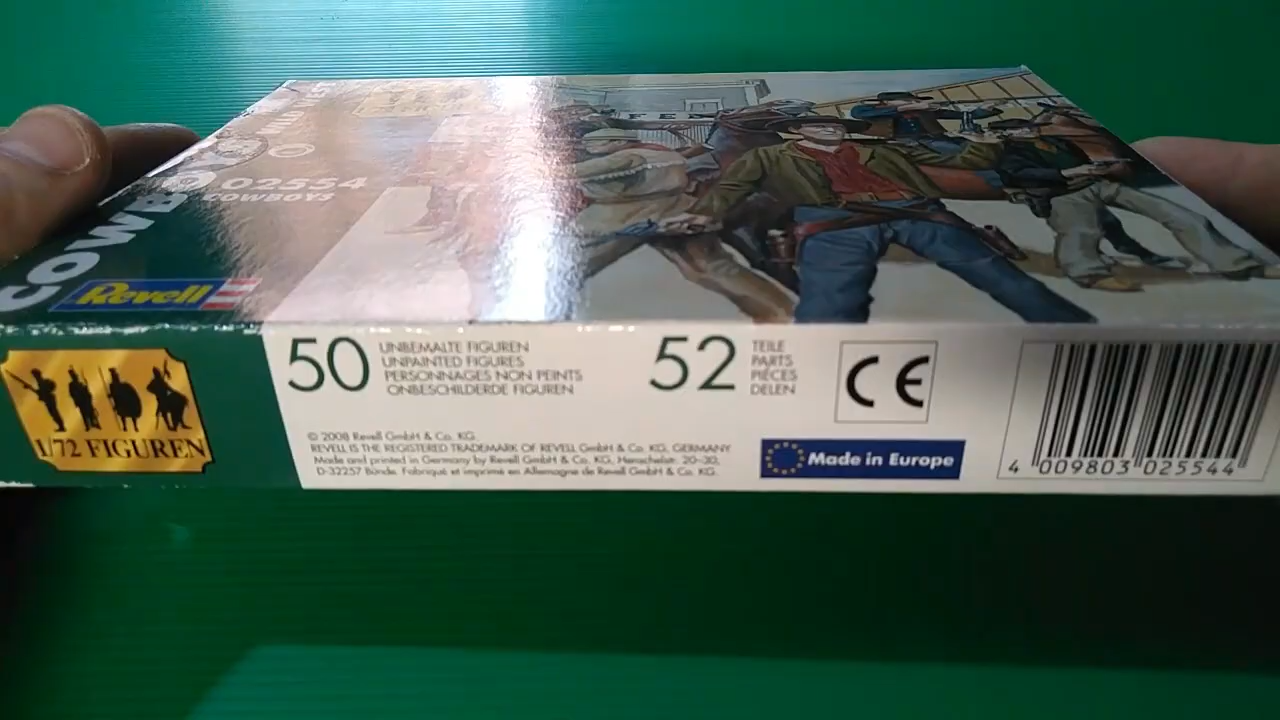 02554
COWBOYS
COWB
Revell
50
UNBEMALTE FIGUREN
UNPAINTED FIGURES
PERSONNAGES NON PEINTS
ONBESCHILDERDE FIGUREN
52
TEILE
PARTS
PIÈCES
DELEN
CE
1/72 FIGUREN
© 2008 Revell GmbH & Co. KG.
REVELL IS THE REGISTERED TRADEMARK OF REVELL GmbH & Co. KG, GERMANY
Made and printed in Germany by Revell GmbH & Co. KG, Henschelstr. 20-30,
D-32257 Bünde. Fabriqué et imprimé en Allemagne de Revell GmbH & Co. KG.
Made in Europe
4 009803 025544